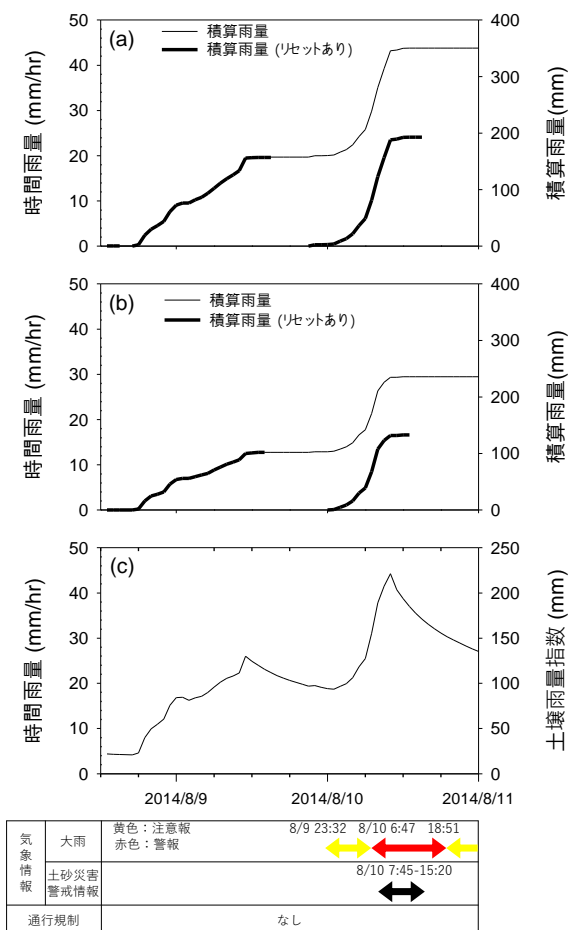 (a)
積算雨量
積算雨量 (リセットあり)
50
40
30
20
10
0
時間雨量 (mm/hr)
400
300
200
100
0
積算雨量(mm)
(b)
積算雨量
積算雨量 (リセットあり)
50
40
30
20
10
0
時間雨量 (mm/hr)
400
300
200
100
0
積算雨量(mm)
(c)
50
40
30
20
10
0
時間雨量 (mm/hr)
250
200
150
100
50
0
土壌雨量指数 (mm)
2014/8/9 2014/8/10 2014/8/11
気象情報
大雨
黄色：注意報
赤色：警報
8/9 23:32 8/10 6:47 18:51
土砂災害
警戒情報
8/10 7:45-15:20
通行規制
なし